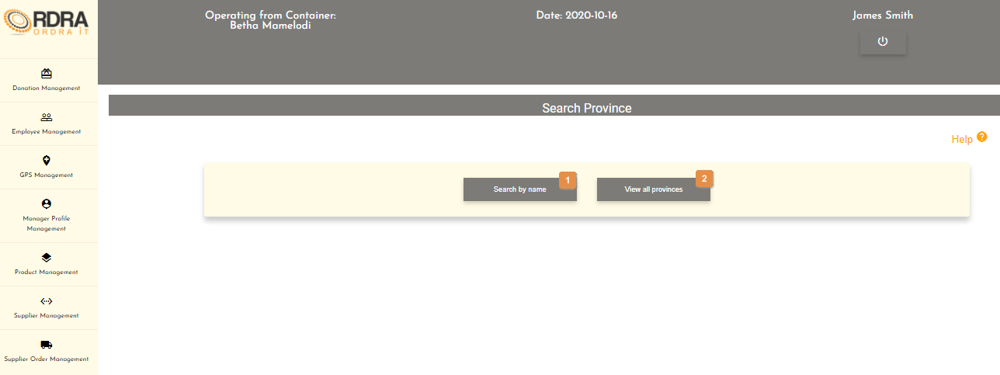 ORDRA
ORDRA IT
Operating from Container:
Betha Mamelodi
Date: 2020-10-16
James Smith
Donation Management
Employee Management
GPS Management
Manager Profile
Management
Product Management
Supplier Management
Supplier Order Management
Search Province
Help ?
Search by name 1
View all provinces 2